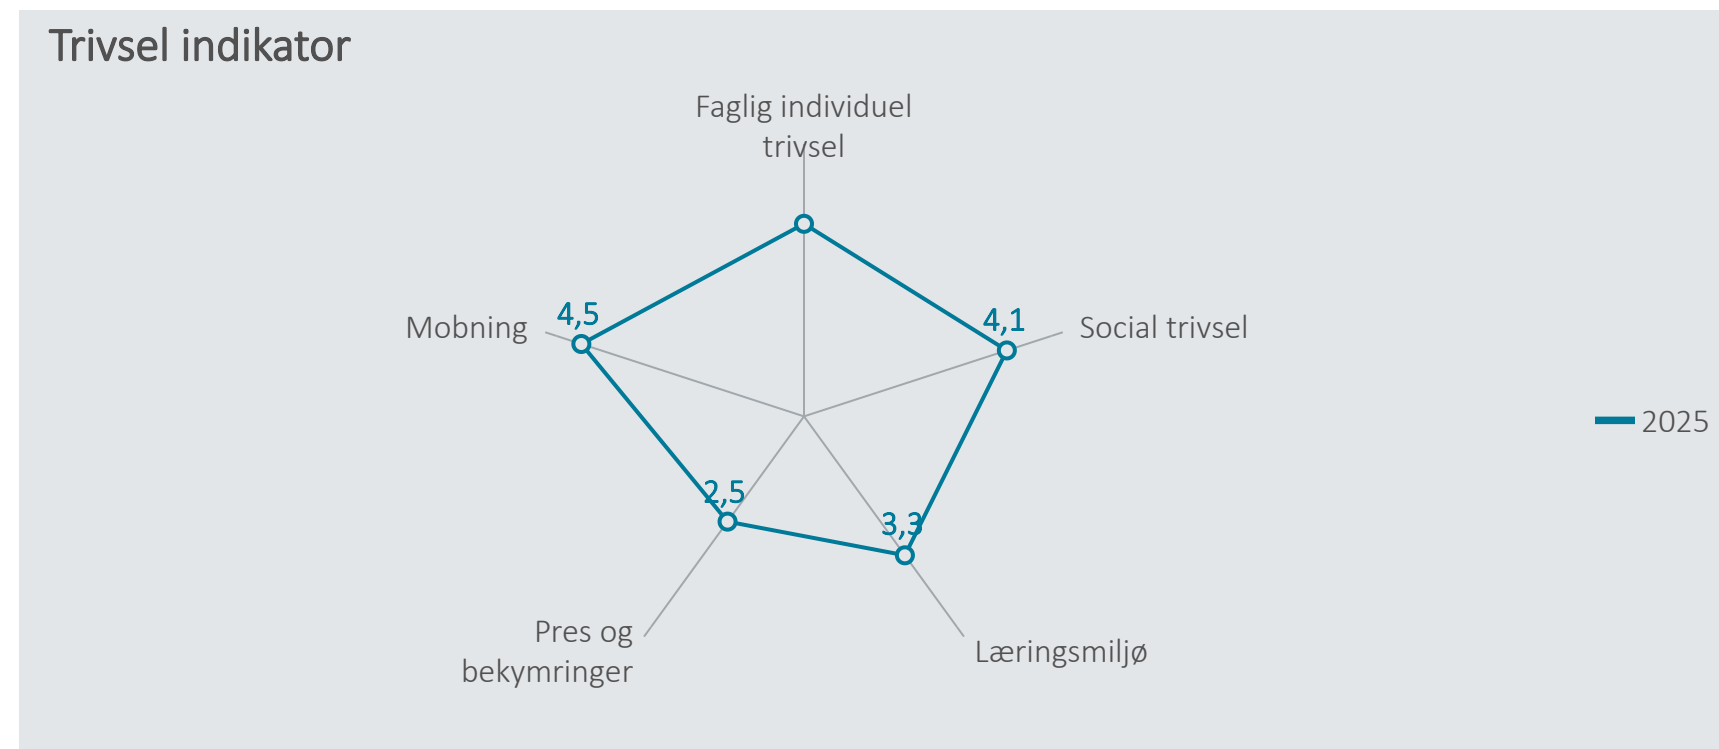 Trivsel indikator
Faglig individuel
trivsel
4,5
4,1
Mobning
Social trivsel
2025
2,5
3,3
Pres og
bekymringer
Læringsmiljø